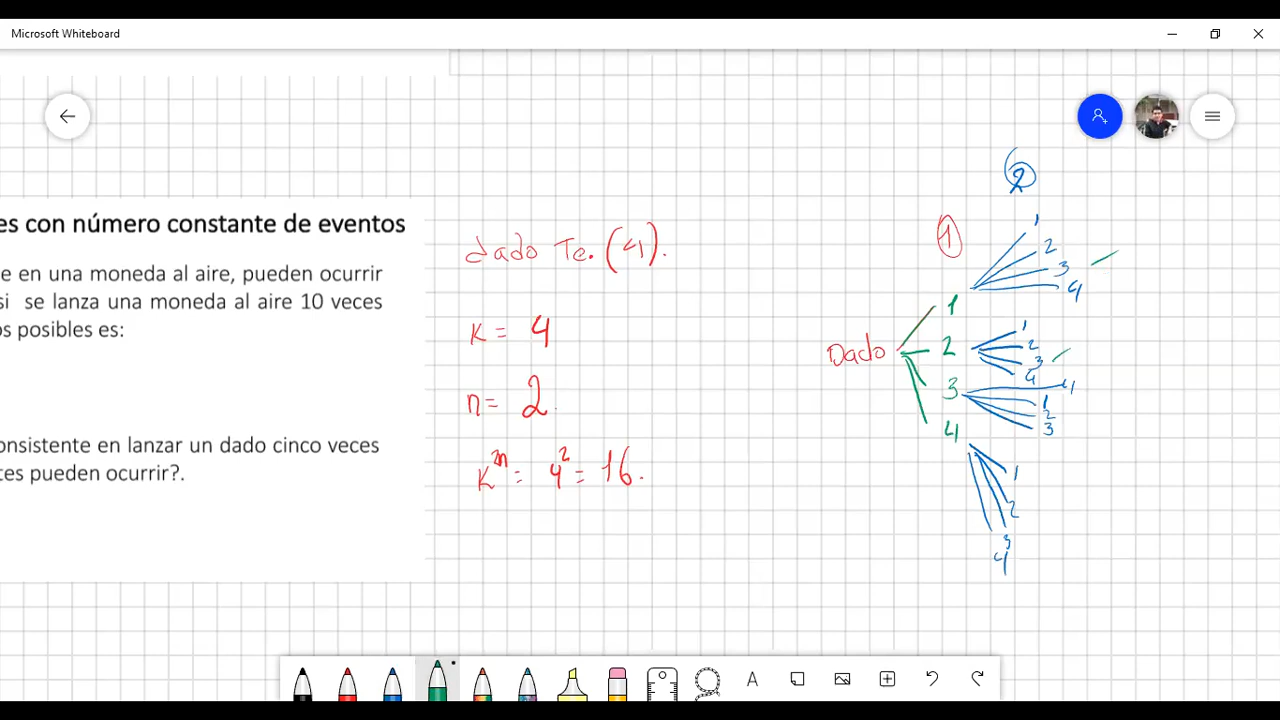 Microsoft Whiteboard
es con número constante de eventos
e en una moneda al aire, pueden ocurrir
si se lanza una moneda al aire 10 veces
os posibles es:
onsistente en lanzar un dado cinco veces
tes pueden ocurrir?.
dado Te. (4).
K = 4
n = 2.
K^n = 4^2 = 16.
Dado
1
1
2
3
4
2
1
2
3
4
1
2
3
4
4
1
2
3
1
2
3
4
A